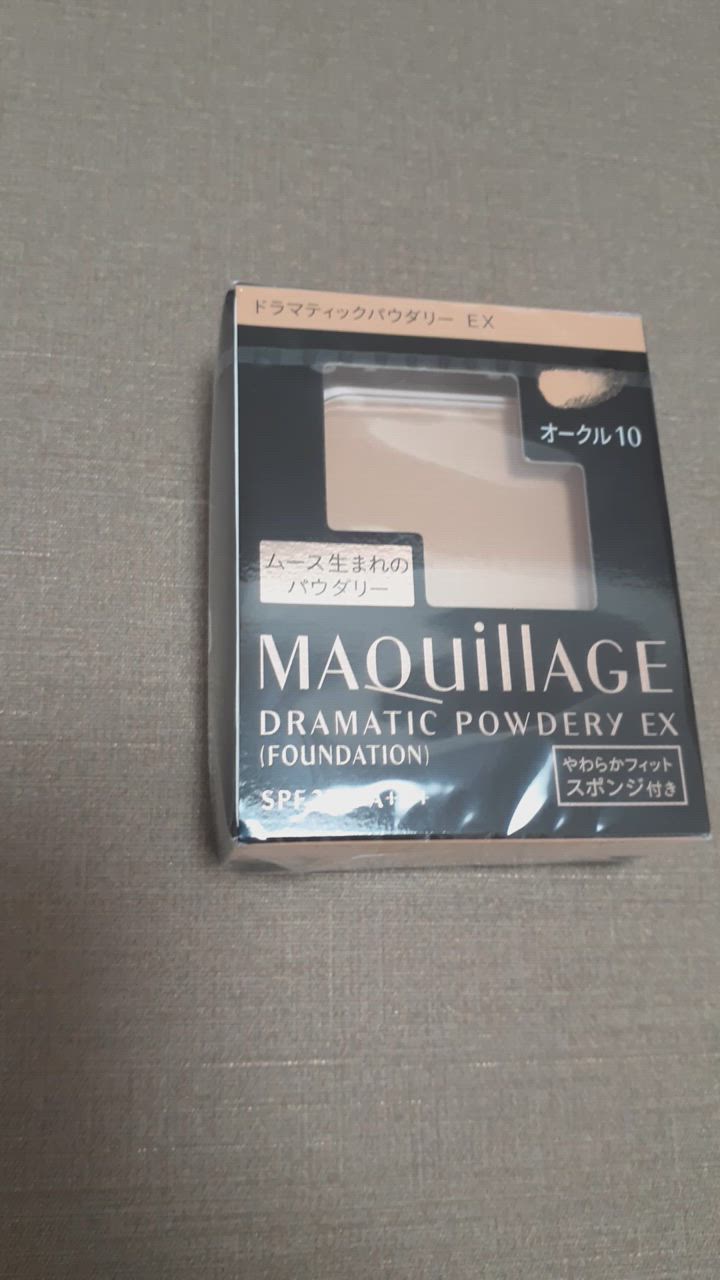 ドラマティックパウダリー EX
オークル10
ムース生まれの
パウダリー
MAQuillAGE
DRAMATIC POWDERY EX
(FOUNDATION)
やわらかフィット
スポンジ付き